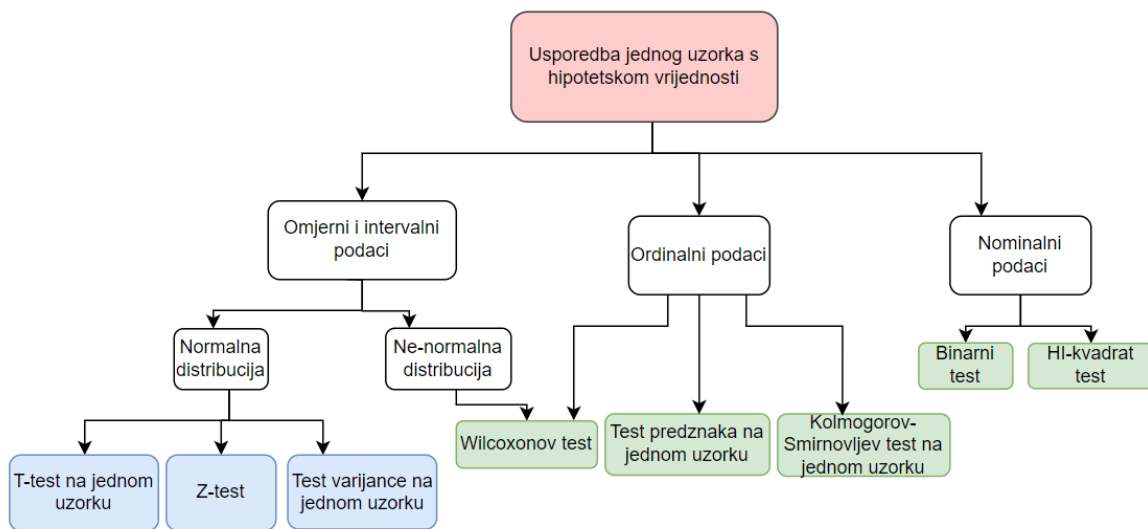 Usporedba jednog uzorka s
hipotetskom vrijednosti
Omjerni i intervalni
podaci
Ordinalni podaci
Nominalni
podaci
Normalna
distribucija
Ne-normalna
distribucija
Binarni
test
HI-kvadrat
test
T-test na jednom
uzorku
Z-test
Test varijance na
jednom uzorku
Wilcoxonov test
Test predznaka na
jednom uzorku
Kolmogorov-
Smirnovljev test na
jednom uzorku